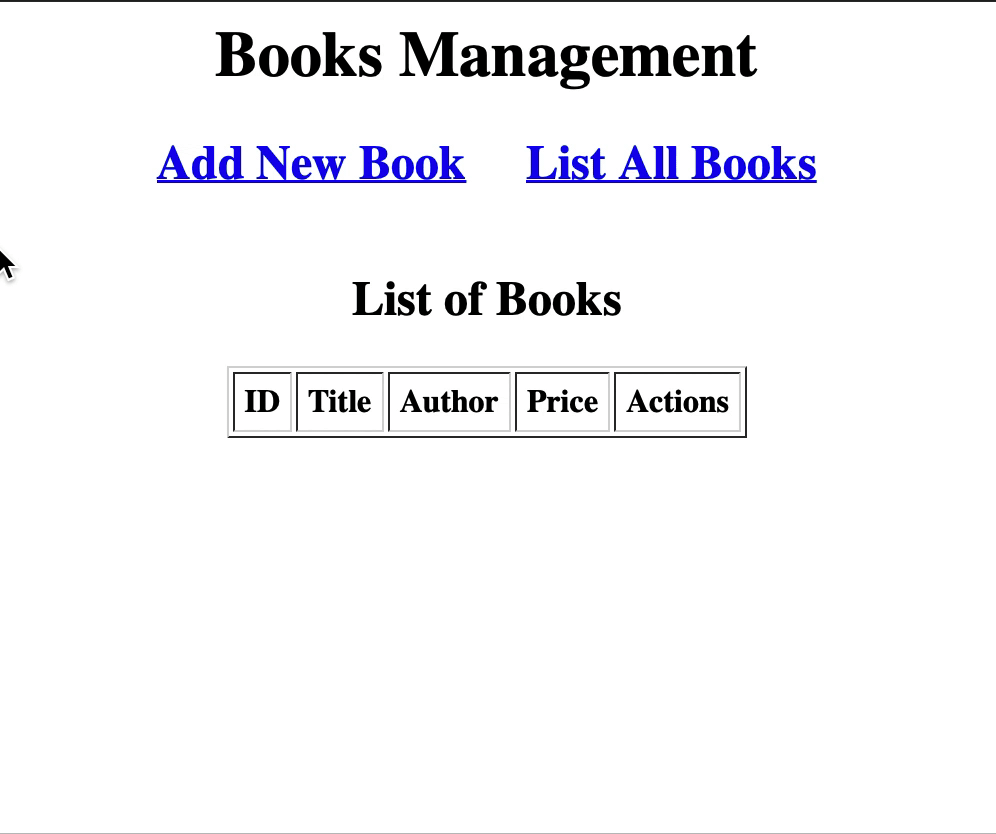 Books Management
Add New Book List All Books
List of Books
ID Title Author Price Actions